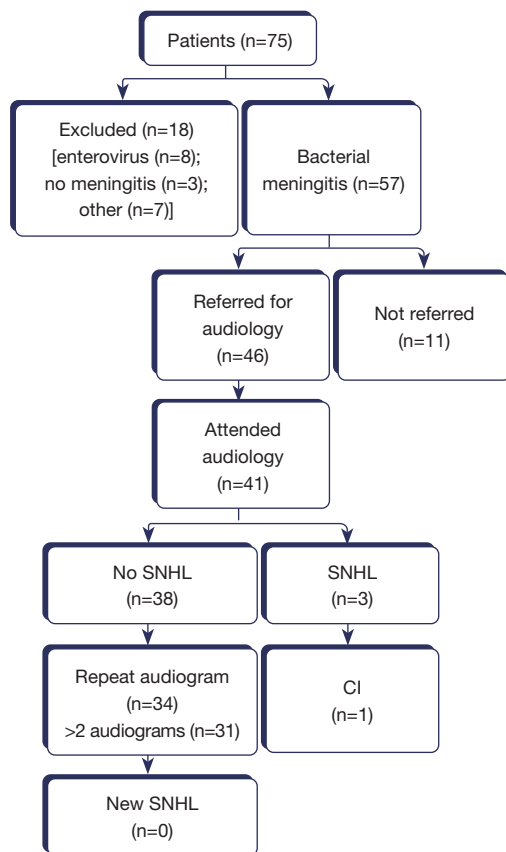 Patients (n=75)
Excluded (n=18)
[enterovirus (n=8);
no meningitis (n=3);
other (n=7)]
Bacterial
meningitis (n=57)
Referred for
audiology
(n=46)
Not referred
(n=11)
Attended
audiology
(n=41)
No SNHL
(n=38)
SNHL
(n=3)
Repeat audiogram
(n=34)
>2 audiograms (n=31)
CI
(n=1)
New SNHL
(n=0)